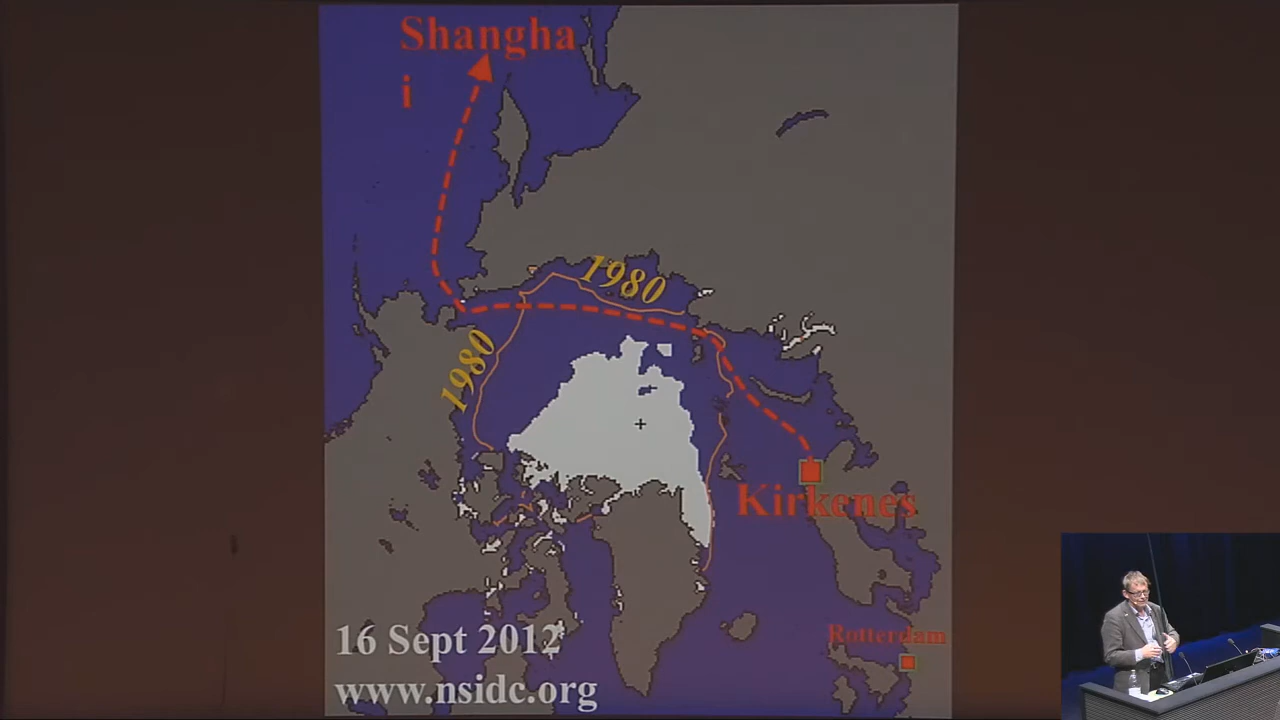 Shangha
i
1980
1980
Kirkenes
Rotterdam
16 Sept 2012
www.nsidc.org